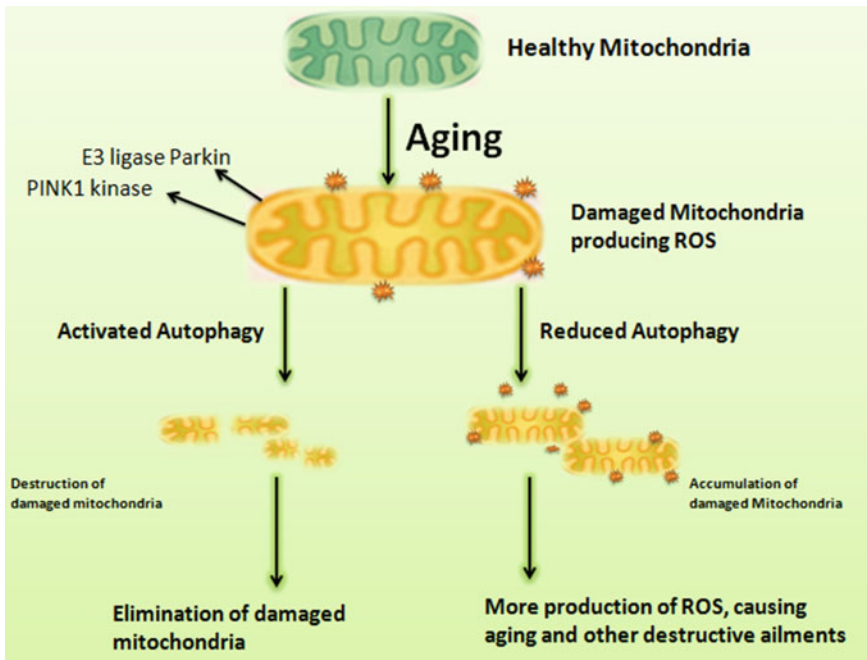 Healthy Mitochondria
Aging
E3 ligase Parkin
PINK1 kinase
Damaged Mitochondria
producing ROS
Activated Autophagy
Reduced Autophagy
Destruction of
damaged mitochondria
Accumulation of
damaged Mitochondria
Elimination of damaged
mitochondria
More production of ROS, causing
aging and other destructive ailments